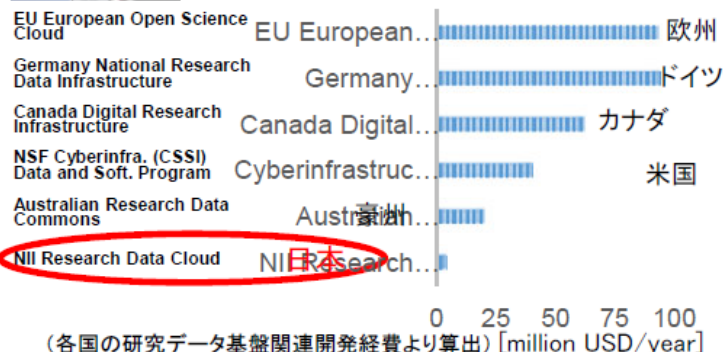 EU European Open Science
Cloud
EU European...
欧州
Germany National Research
Data Infrastructure
Germany...
ドイツ
Canada Digital Research
Infrastructure
Canada Digital...
カナダ
NSF Cyberinfra. (CSSI)
Data and Soft. Program
Cyberinfrastruc...
米国
Australian Research Data
Commons
Australian...
豪州
NII Research Data Cloud
NII Research...
日本
0 25 50 75 100
(各国の研究データ基盤関連開発経費より算出) [million USD/year]